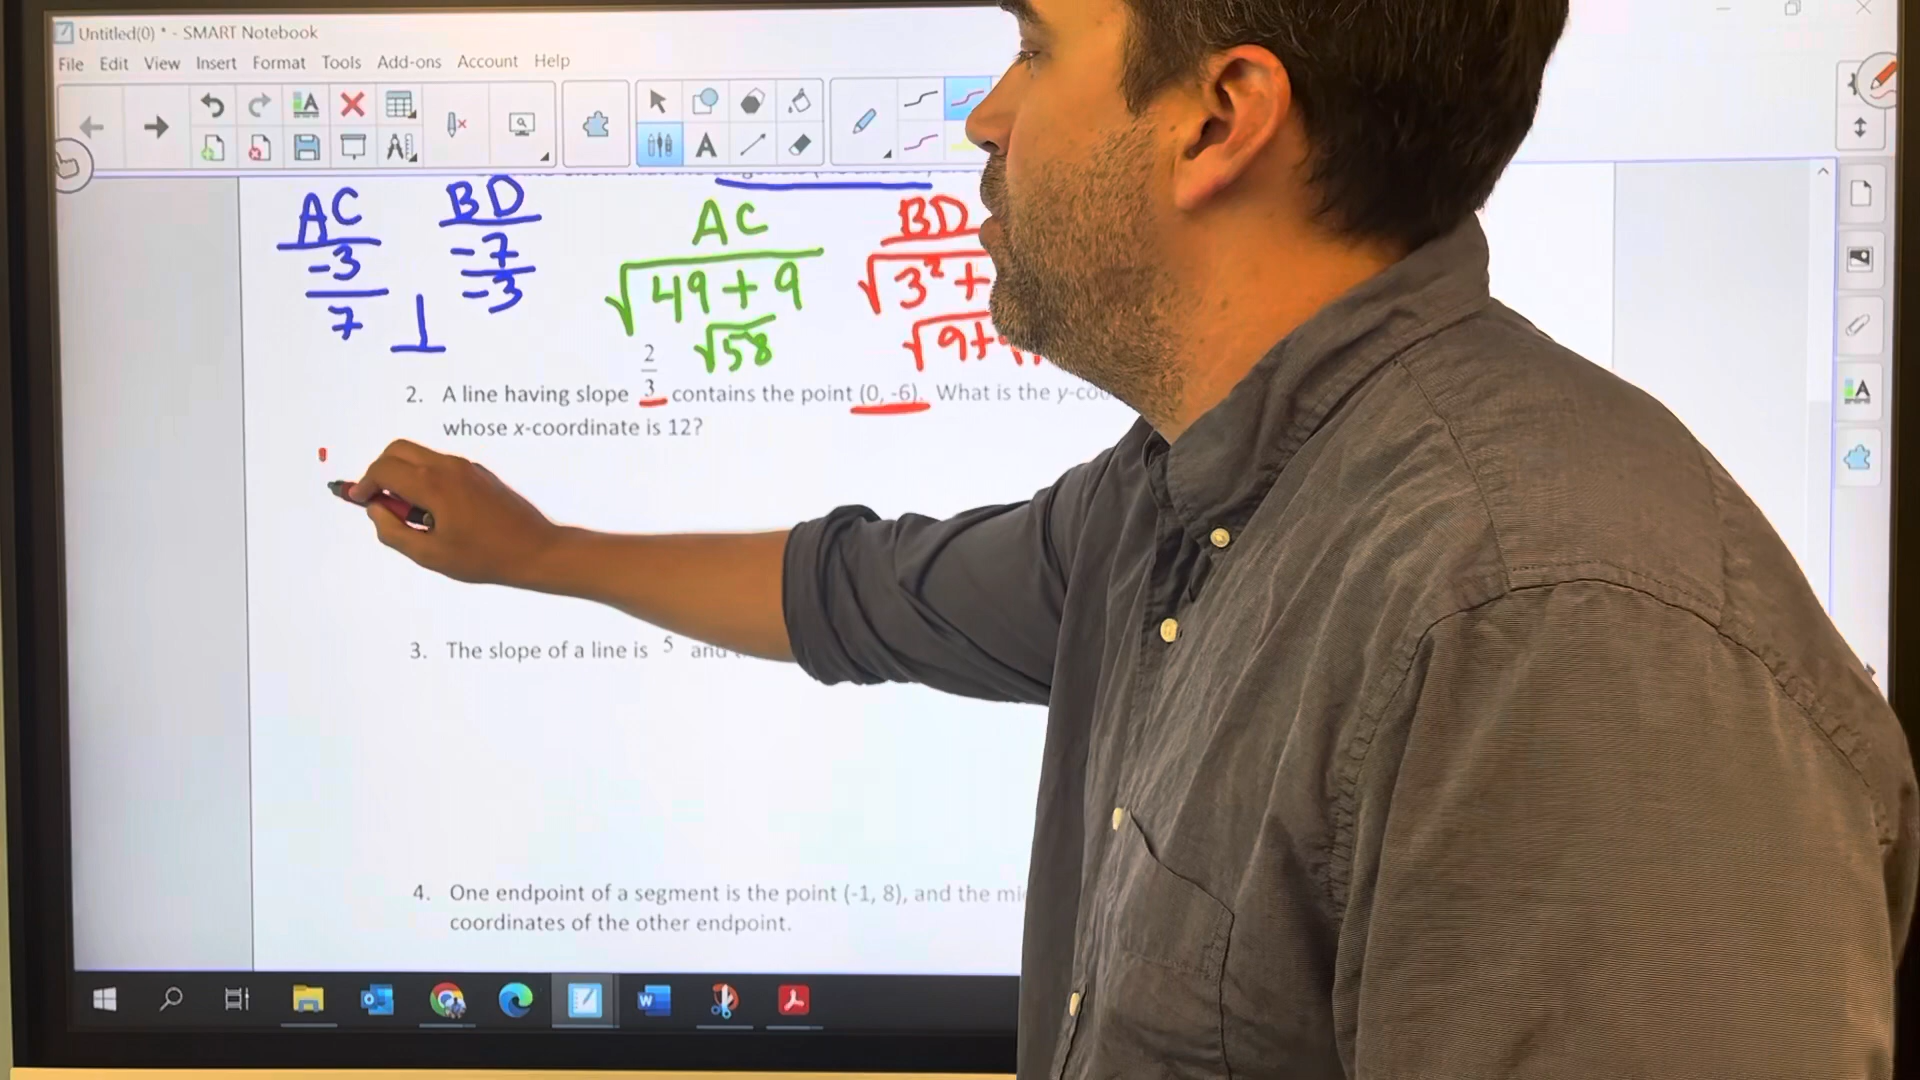 Untitled(0) * - SMART Notebook
File Edit View Insert Format Tools Add-ons Account Help
AC
-3
7
⊥
BD
-7
-3
AC
√49+9
√58
BD
√3²+
√9+
2. A line having slope 2/3 contains the point (0, -6). What is the
whose x-coordinate is 12?
3. The slope of a line is 5 and
4. One endpoint of a segment is the point (-1, 8), and the
coordinates of the other endpoint.